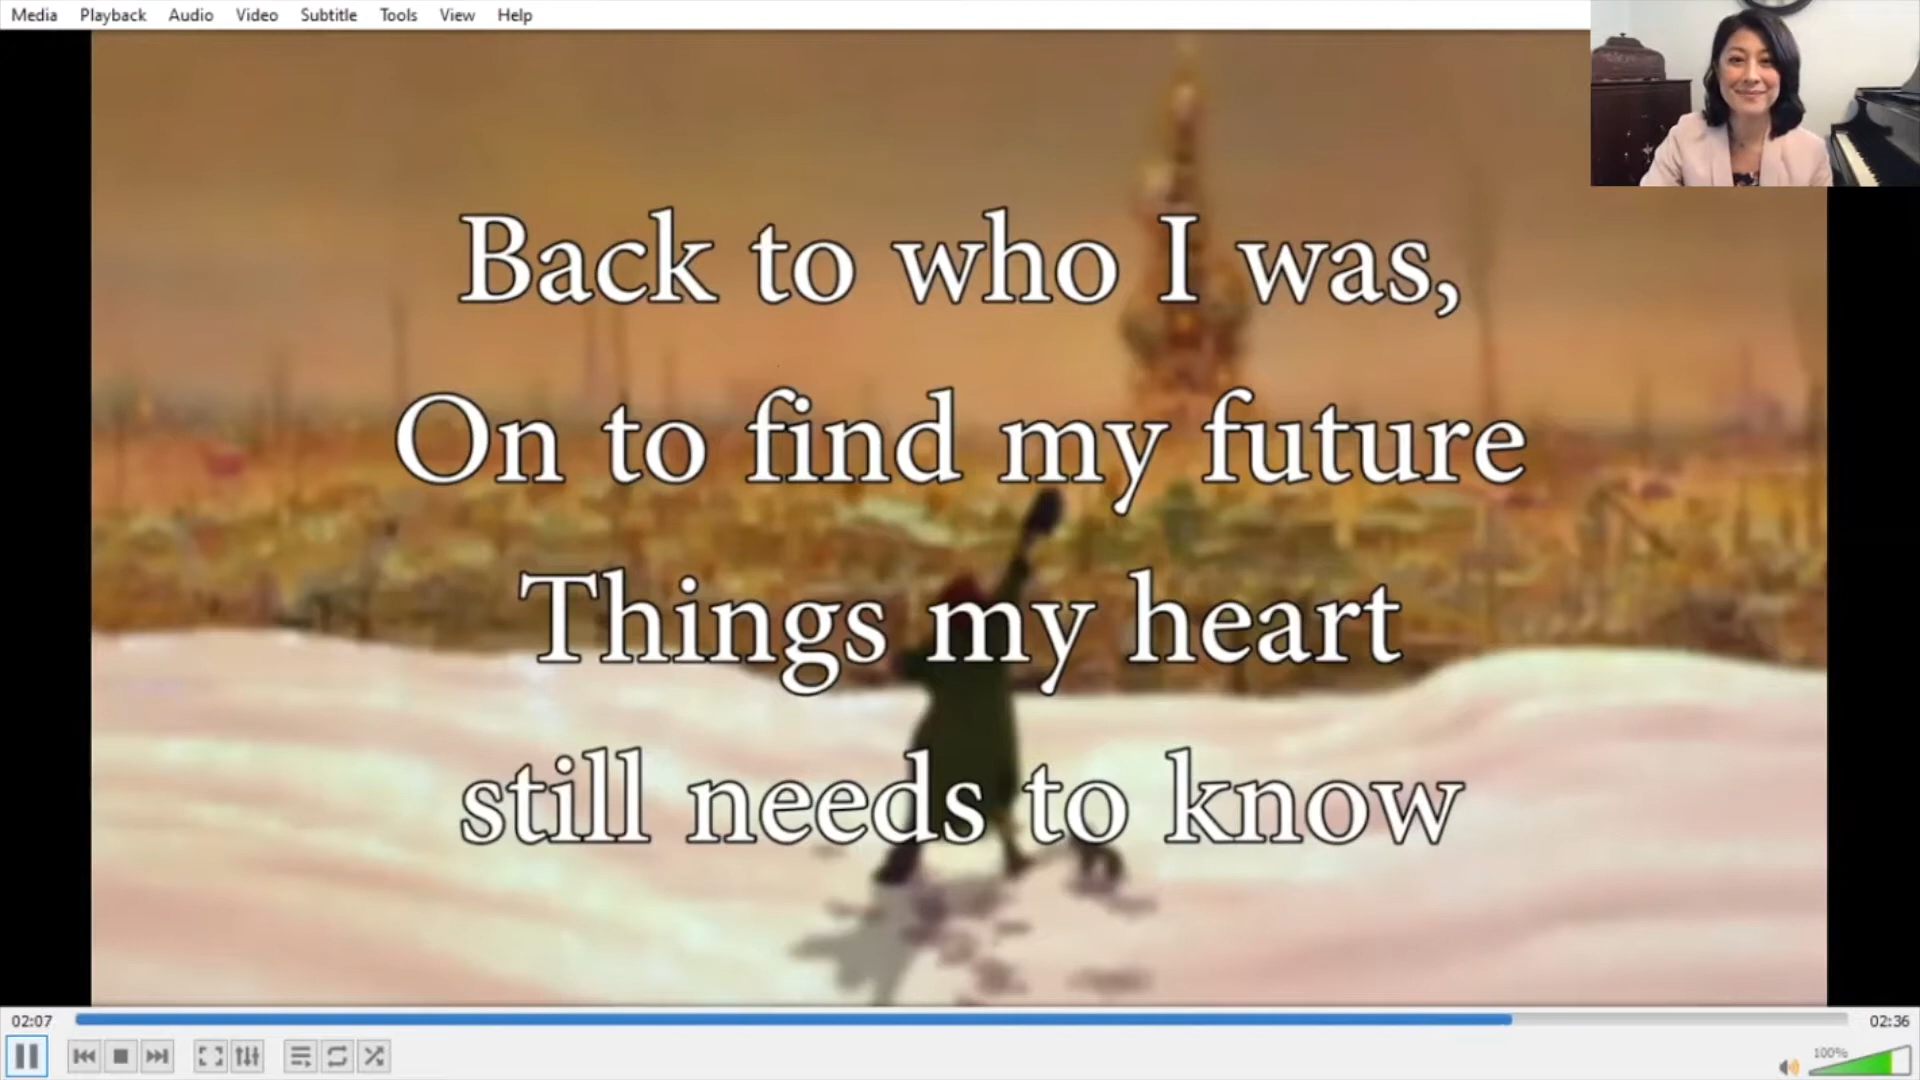 Media Playback Audio Video Subtitle Tools View Help
Back to who I was,
On to find my future
Things my heart
still needs to know
02:07 02:36
100%